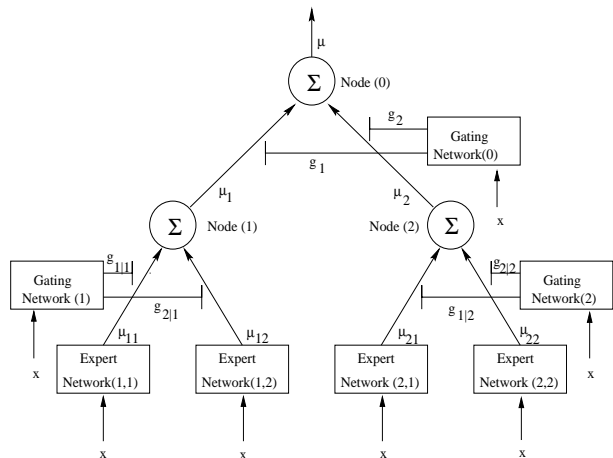 μ
Σ
Node (0)
g2
Gating
Network(0)
g1
μ1
μ2
x
Σ
Node (1)
Node (2)
Σ
g1|1
g2|2
Gating
Network (1)
Gating
Network(2)
g2|1
g1|2
μ11
μ12
μ21
μ22
x
Expert
Network(1,1)
Expert
Network(1,2)
Expert
Network (2,1)
Expert
Network (2,2)
x
x
x
x
x